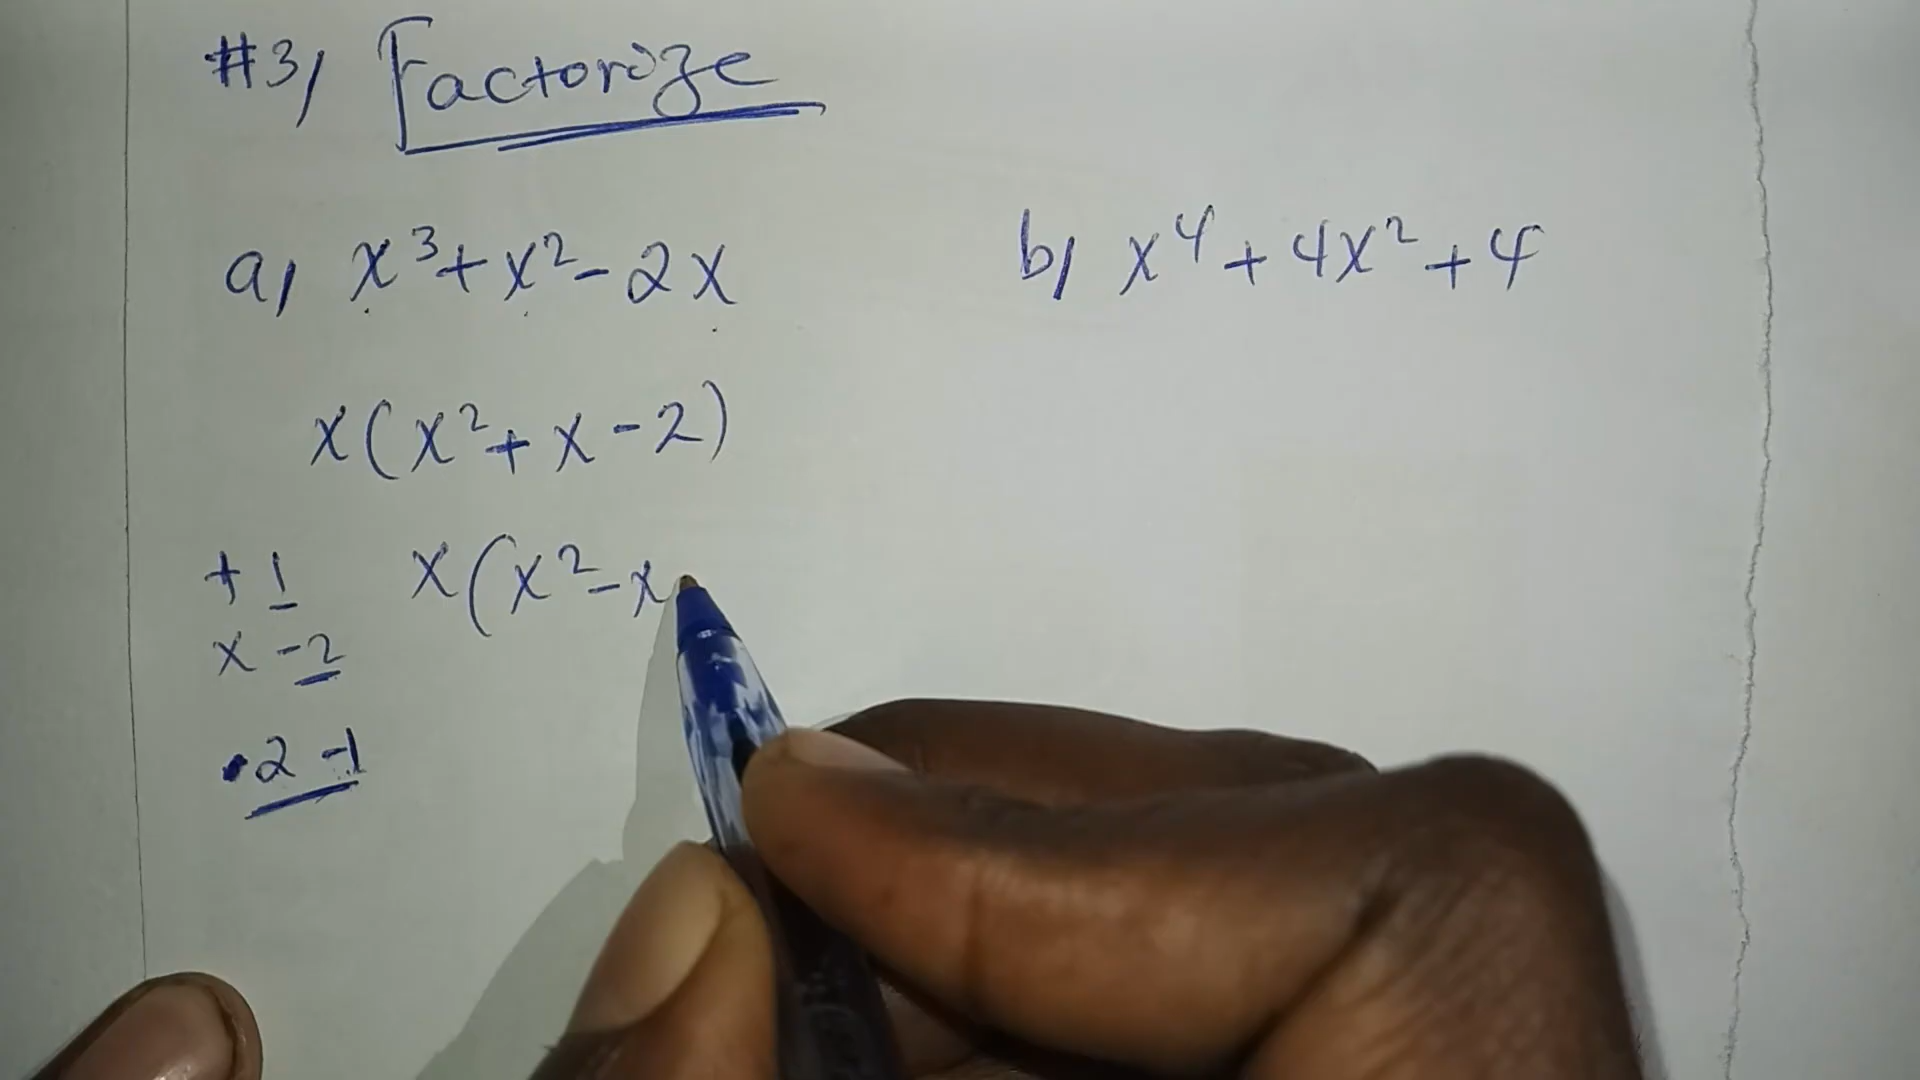 #3/ Factorize
a, x³ + x² - 2x
b/ x⁴ + 4x² + 4
x(x² + x - 2)
+ 1
x - 2
2 - 1
x(x² - x